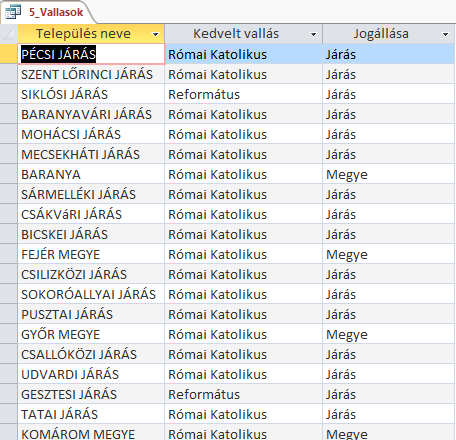 5_Vallasok
Település neve Kedvelt vallás Jogállása
PÉCSI JÁRÁS Római Katolikus Járás
SZENT LŐRINCI JÁRÁS Római Katolikus Járás
SIKLÓSI JÁRÁS Református Járás
BARANYAVÁRI JÁRÁS Római Katolikus Járás
MOHÁCSI JÁRÁS Római Katolikus Járás
MECSEKHÁTI JÁRÁS Római Katolikus Járás
BARANYA Római Katolikus Megye
SÁRMELLÉKI JÁRÁS Római Katolikus Járás
CSÁKVáRI JÁRÁS Római Katolikus Járás
BICSKEI JÁRÁS Római Katolikus Járás
FEJÉR MEGYE Római Katolikus Megye
CSILIZKÖZI JÁRÁS Római Katolikus Járás
SOKORÓALLYAI JÁRÁS Római Katolikus Járás
PUSZTAI JÁRÁS Római Katolikus Járás
GYŐR MEGYE Római Katolikus Megye
CSALLÓKÖZI JÁRÁS Római Katolikus Járás
UDVARDI JÁRÁS Római Katolikus Járás
GESZTESI JÁRÁS Református Járás
TATAI JÁRÁS Római Katolikus Járás
KOMÁROM MEGYE Római Katolikus Megye